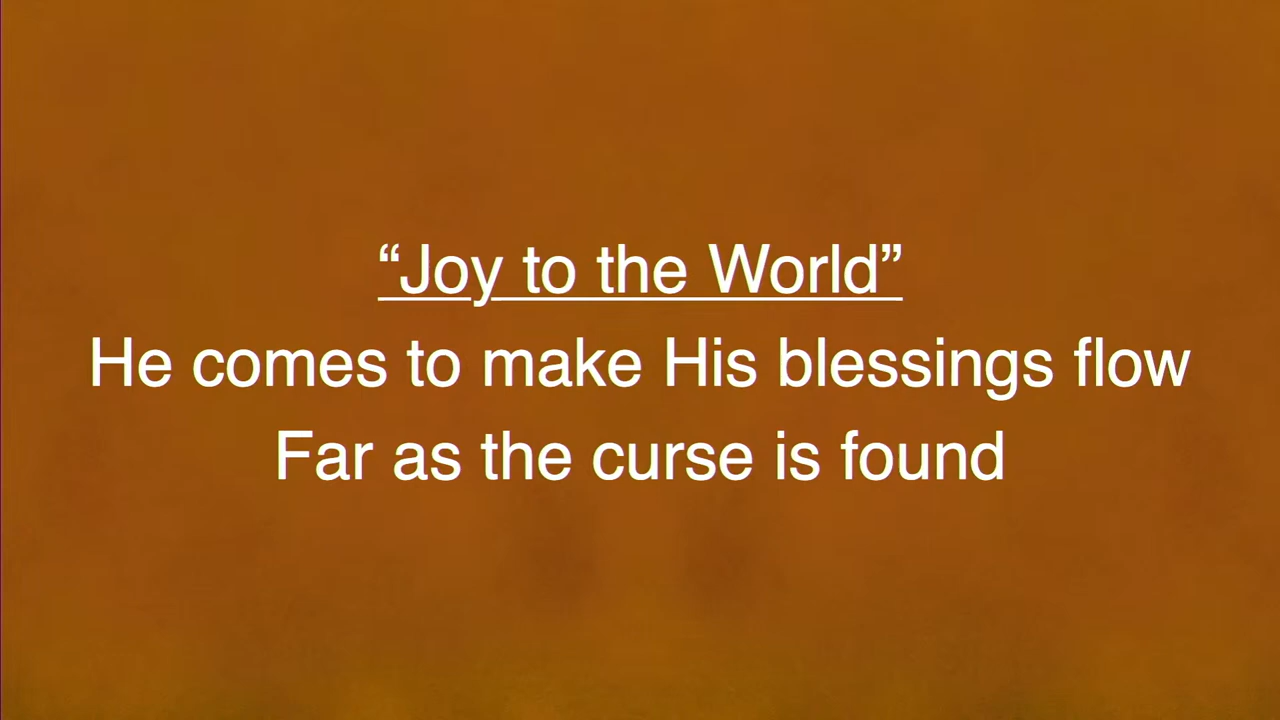 “Joy to the World”
He comes to make His blessings flow
Far as the curse is found